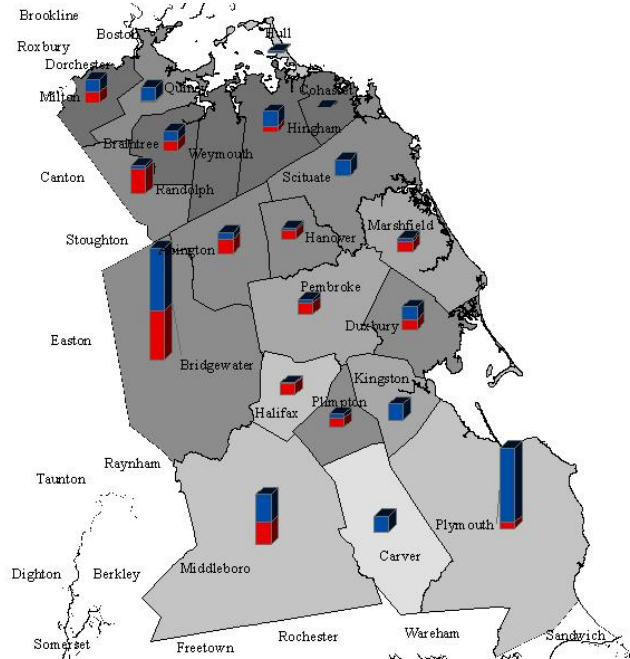 Brookline
Boston
Hull
Roxbury
Dorchester
Quincy
Cohasset
Milton
Hingham
Braintree
Weymouth
Canton
Randolph
Scituate
Stoughton
Abington
Hanover
Marshfield
Pembroke
Duxbury
Easton
Bridgewater
Kingston
Halifax
Plimpton
Raynham
Taunton
Plymouth
Carver
Middleboro
Dighton
Berkley
Somerset
Freetown
Rochester
Wareham
Sandwich